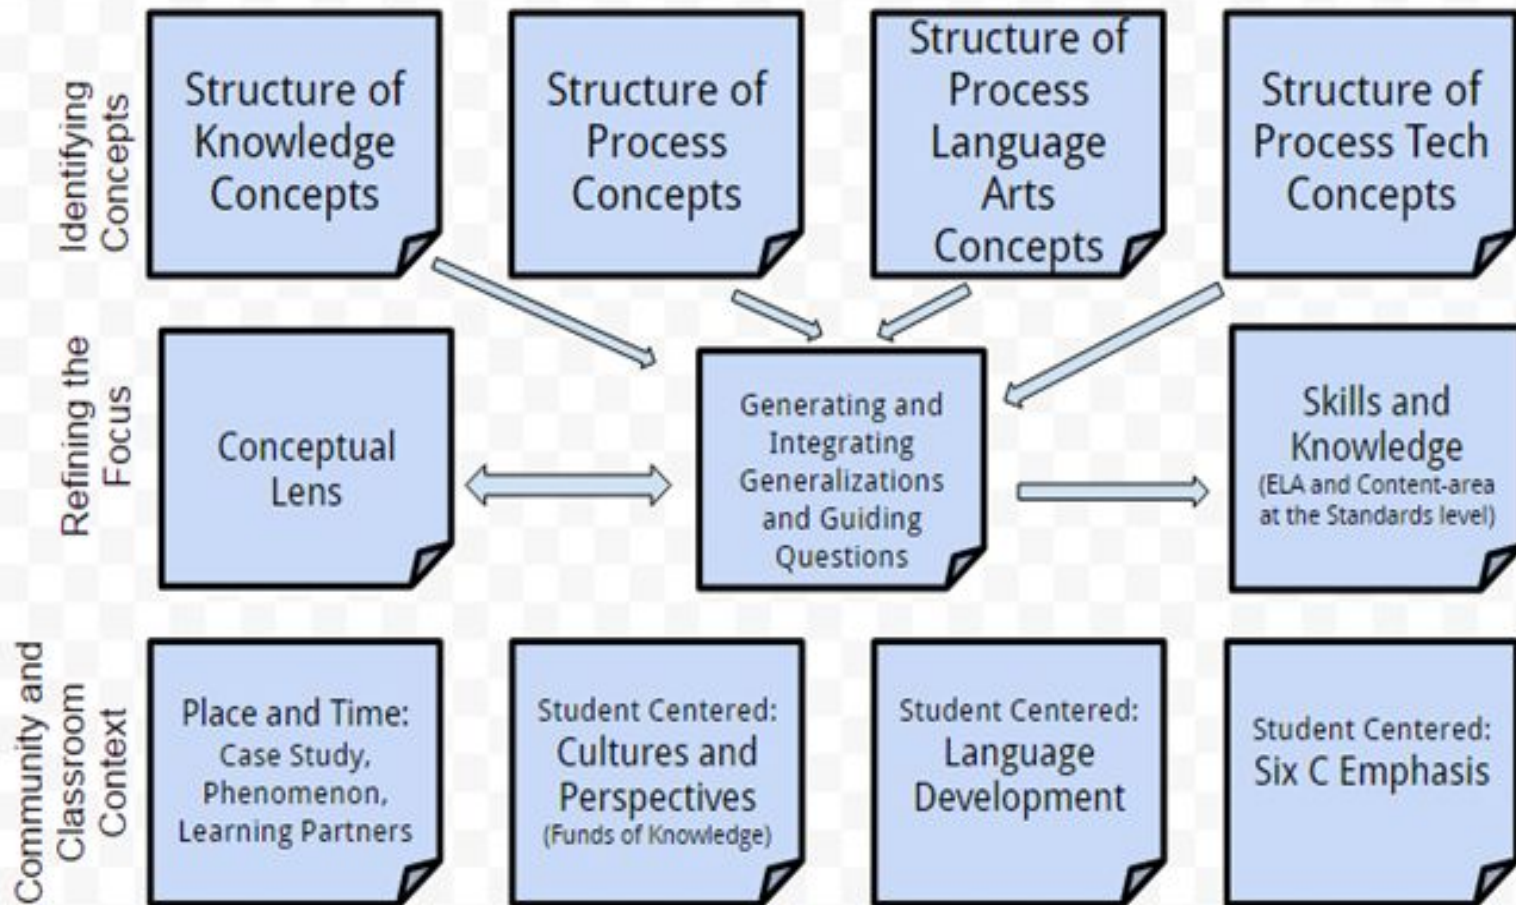 Identifying
Concepts
Structure of
Knowledge
Concepts
Structure of
Process
Concepts
Structure of
Process
Language
Arts
Concepts
Structure of
Process Tech
Concepts
Refining the
Focus
Conceptual
Lens
Generating and
Integrating
Generalizations
and Guiding
Questions
Skills and
Knowledge
(ELA and Content-area
at the Standards level)
Community and
Classroom
Context
Place and Time:
Case Study,
Phenomenon,
Learning Partners
Student Centered:
Cultures and
Perspectives
(Funds of Knowledge)
Student Centered:
Language
Development
Student Centered:
Six C Emphasis